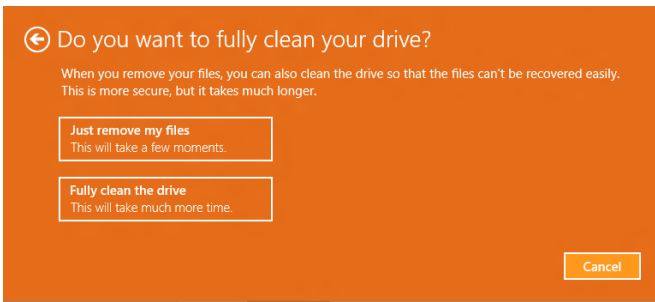 Do you want to fully clean your drive?
When you remove your files, you can also clean the drive so that the files can't be recovered easily.
This is more secure, but it takes much longer.
Just remove my files
This will take a few moments.
Fully clean the drive
This will take much more time.
Cancel